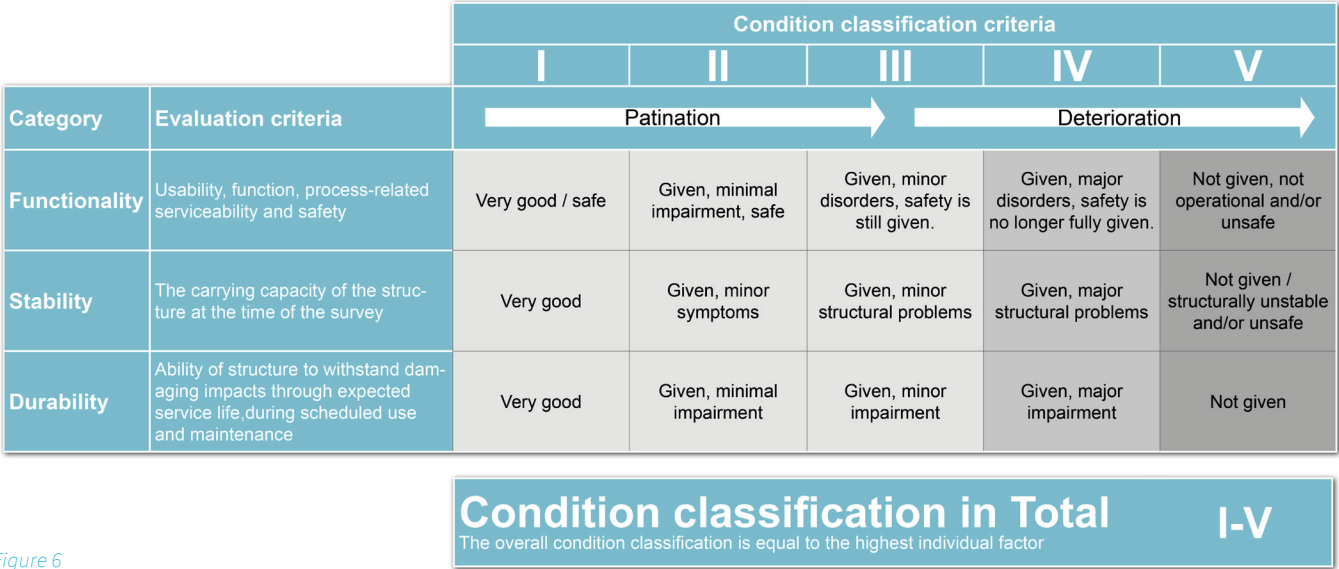 Condition classification criteria
I II III IV V
Category Evaluation criteria Patination Deterioration
Functionality
Usability, function, process-related
serviceability and safety
Very good / safe
Given, minimal
impairment, safe
Given, minor
disorders, safety is
still given.
Given, major
disorders, safety is
no longer fully given.
Not given, not
operational and/or
unsafe
Stability
The carrying capacity of the struc-
ture at the time of the survey
Very good
Given, minor
symptoms
Given, minor
structural problems
Given, major
structural problems
Not given /
structurally unstable
and/or unsafe
Durability
Ability of structure to withstand dam-
aging impacts through expected
service life,during scheduled use
and maintenance
Very good
Given, minimal
impairment
Given, minor
impairment
Given, major
impairment
Not given
Condition classification in Total
The overall condition classification is equal to the highest individual factor
I-V
Figure 6